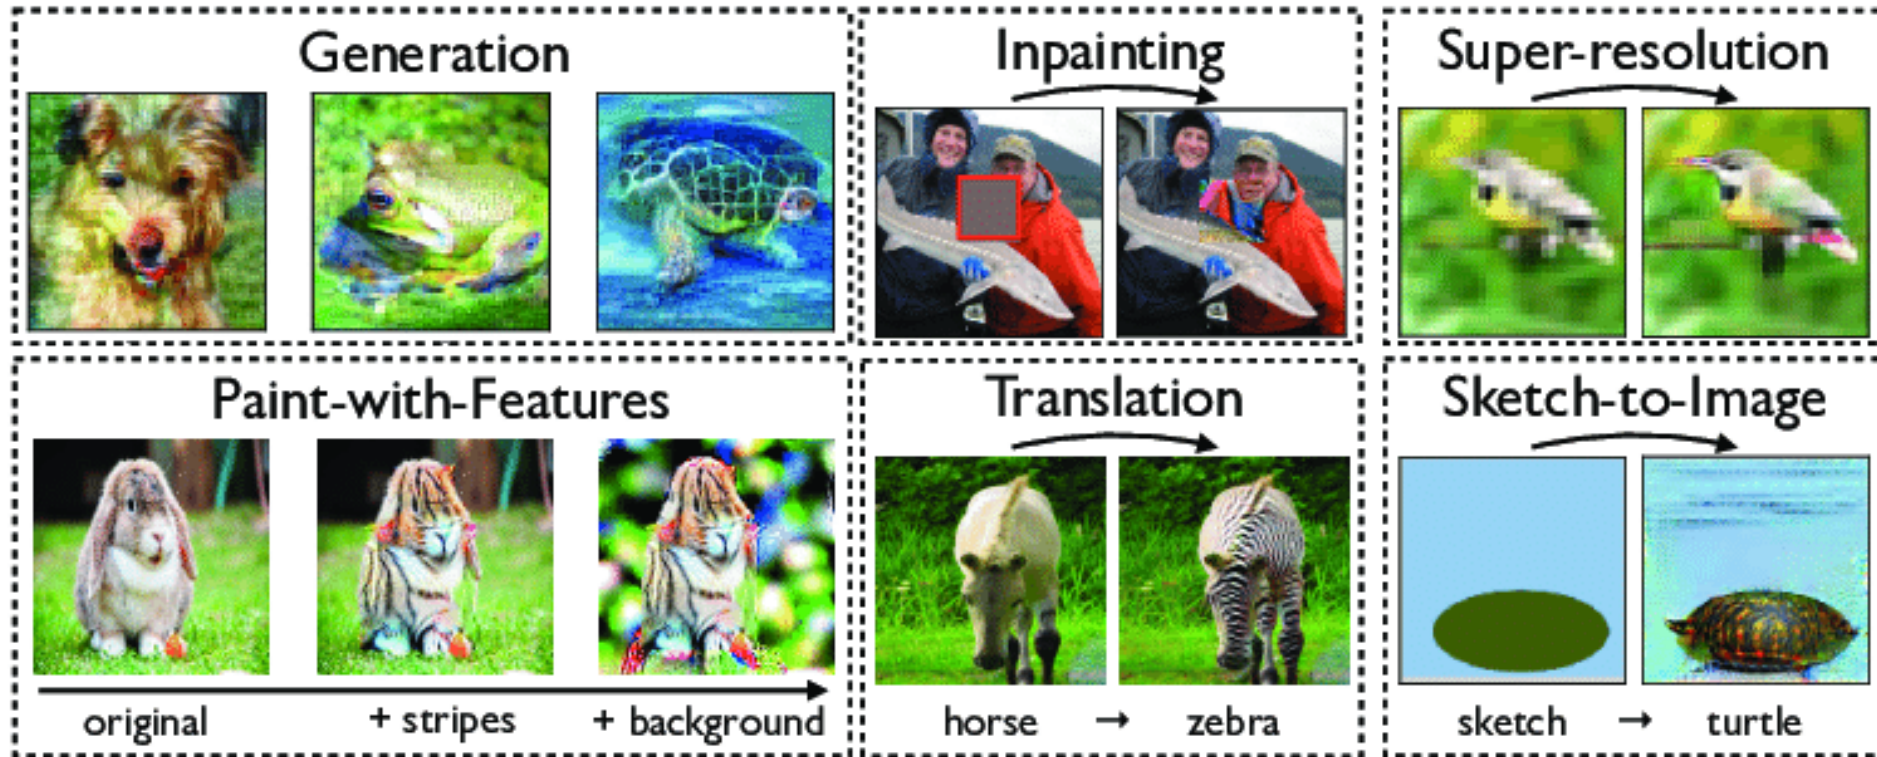 Generation
Inpainting
Super-resolution
Paint-with-Features
original
+ stripes
+ background
Translation
horse → zebra
Sketch-to-Image
sketch → turtle